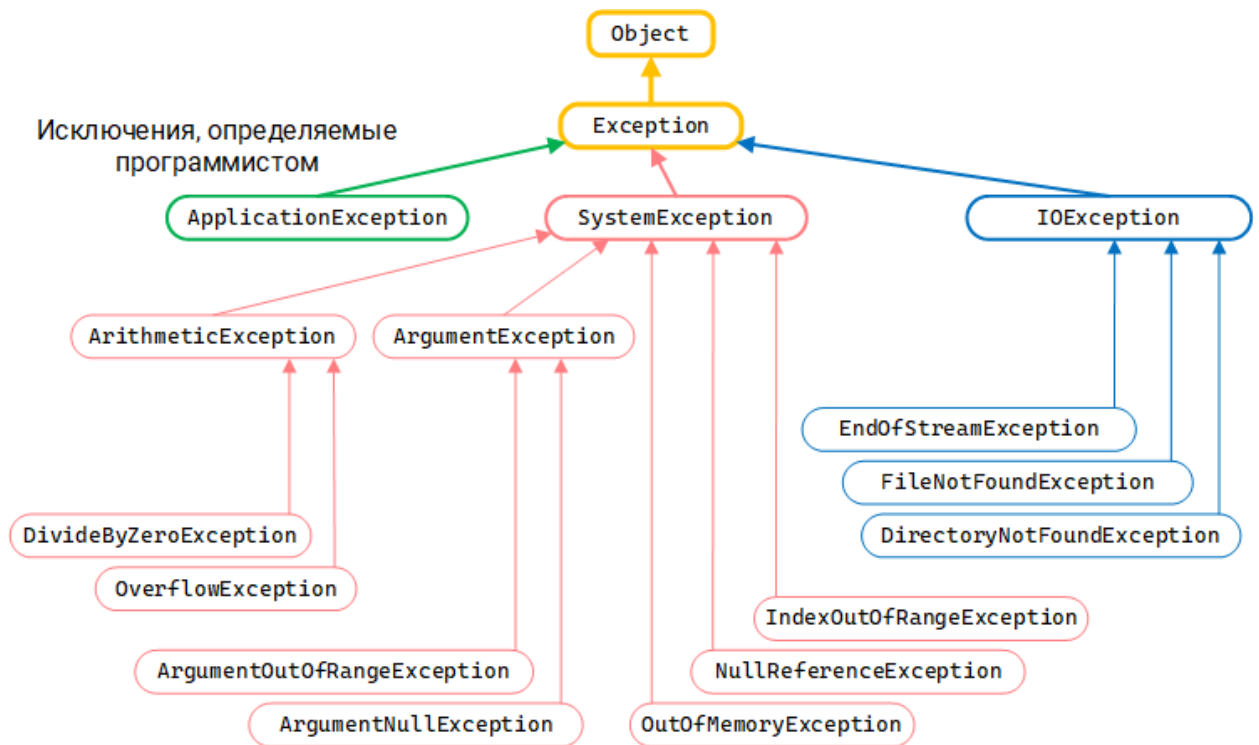 Object
Exception
Исключения, определяемые
программистом
ApplicationException
SystemException
IOException
ArithmeticException
ArgumentException
EndOfStreamException
FileNotFoundException
DivideByZeroException
DirectoryNotFoundException
OverflowException
IndexOutOfRangeException
ArgumentOutOfRangeException
NullReferenceException
ArgumentNullException
OutOfMemoryException